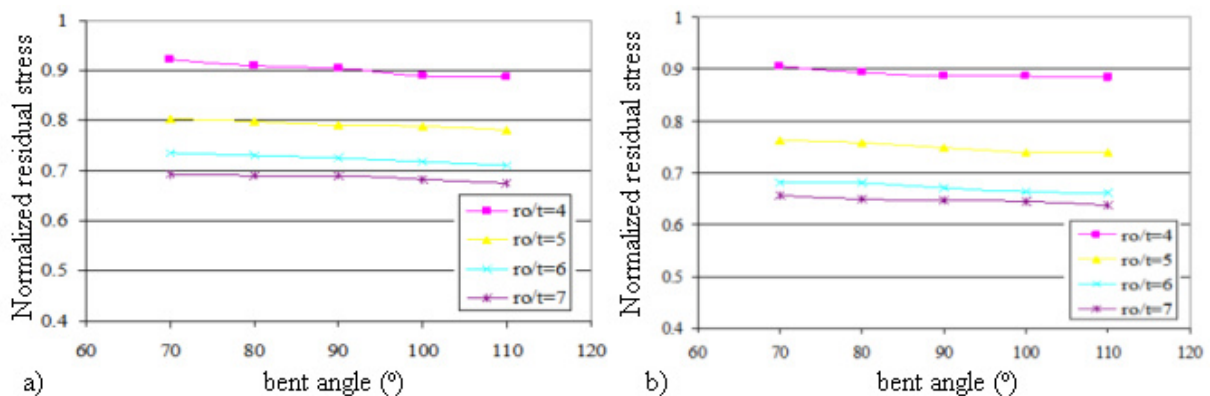 Normalized residual stress
1
0.9
0.8
0.7
0.6
0.5
0.4
60 70 80 90 100 110 120
ro/t=4
ro/t=5
ro/t=6
ro/t=7
a) bent angle (º)
Normalized residual stress
1
0.9
0.8
0.7
0.6
0.5
0.4
60 70 80 90 100 110 120
ro/t=4
ro/t=5
ro/t=6
ro/t=7
b) bent angle (º)